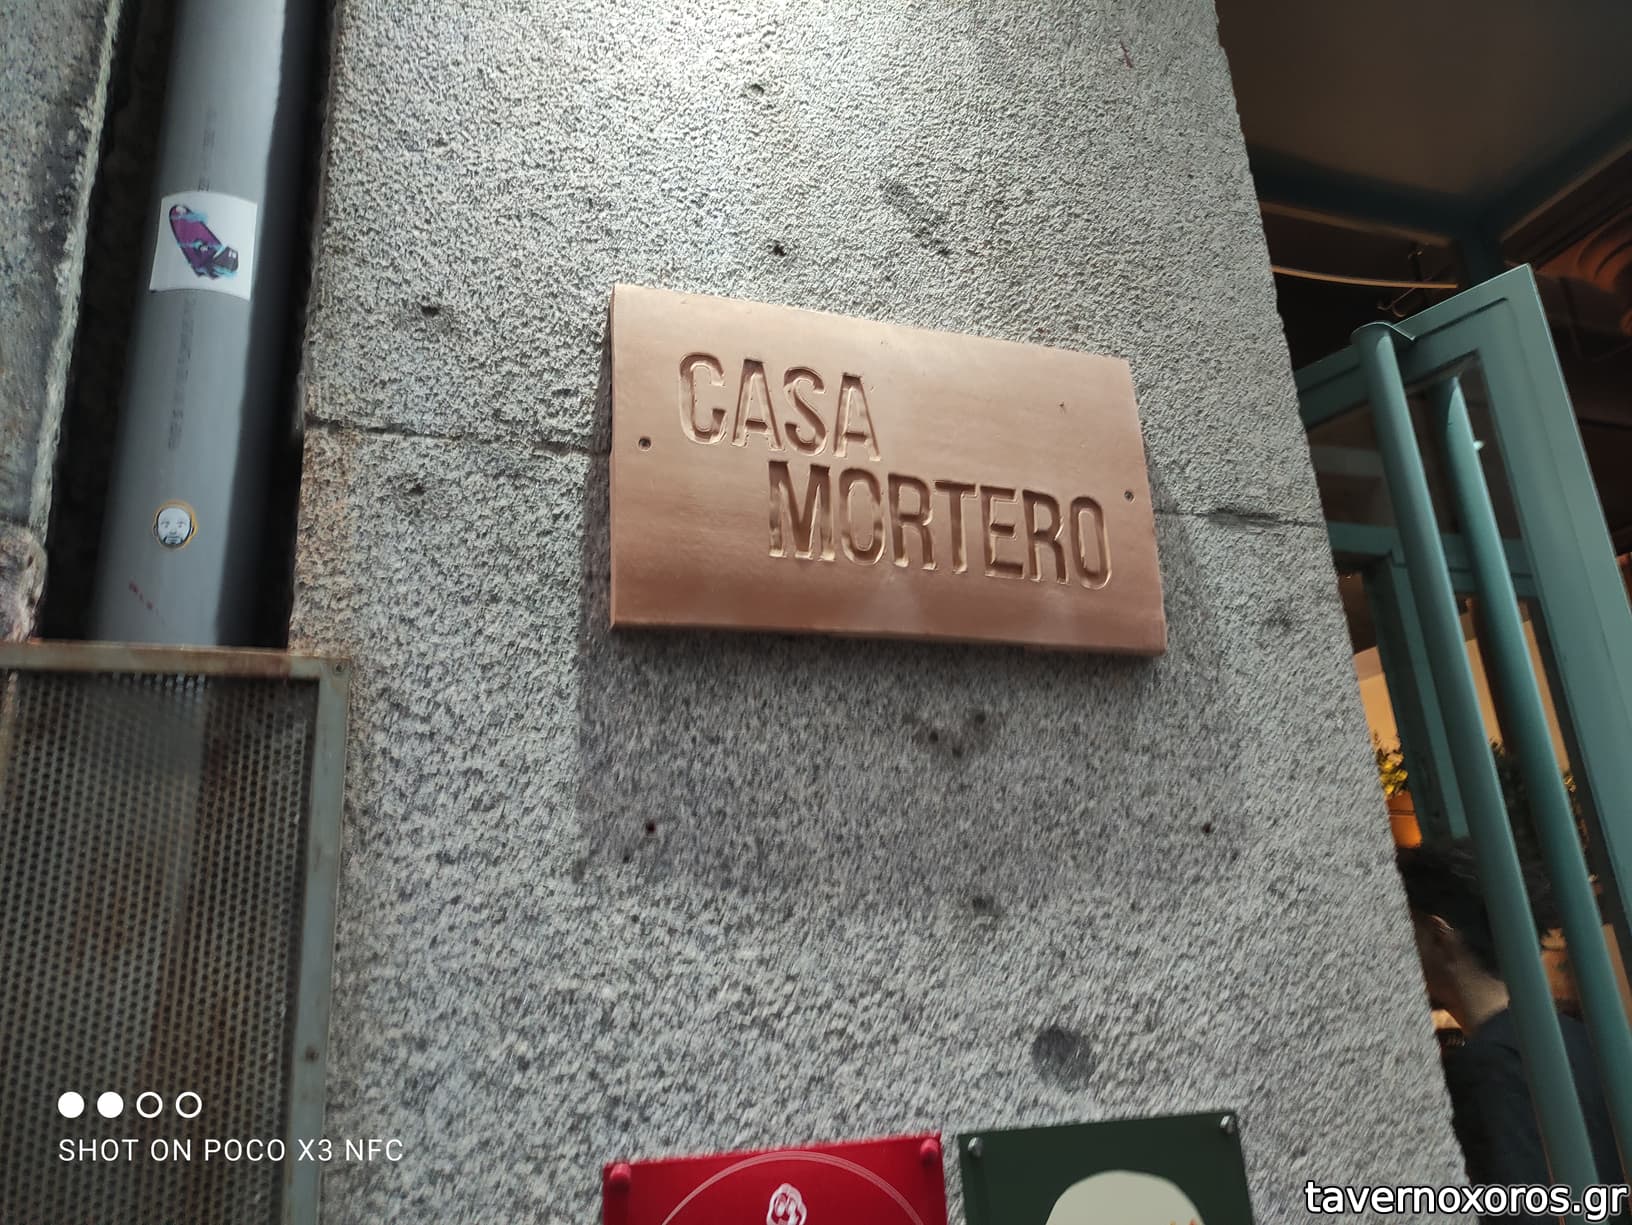 CASA
MORTERO
SHOT ON POCO X3 NFC
tavernoxoros.gr